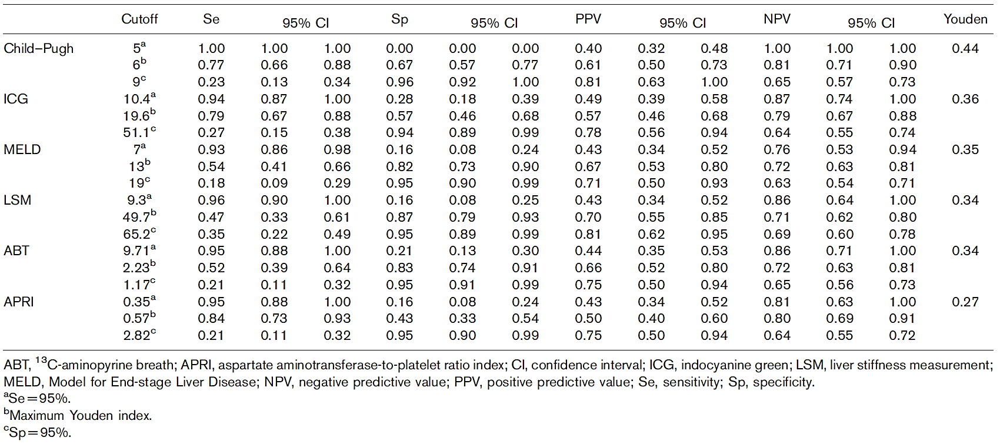 Cutoff Se 95% CI Sp 95% CI PPV 95% CI NPV 95% CI Youden
Child–Pugh 5ᵃ 1.00 1.00 1.00 0.00 0.00 0.00 0.40 0.32 0.48 1.00 1.00 1.00 0.44
6ᵇ 0.77 0.66 0.88 0.67 0.57 0.77 0.61 0.50 0.73 0.81 0.71 0.90
9ᶜ 0.23 0.13 0.34 0.96 0.92 1.00 0.81 0.63 1.00 0.65 0.57 0.73
ICG 10.4ᵃ 0.94 0.87 1.00 0.28 0.18 0.39 0.49 0.39 0.58 0.87 0.74 1.00 0.36
19.6ᵇ 0.79 0.67 0.88 0.57 0.46 0.68 0.57 0.46 0.68 0.79 0.67 0.88
51.1ᶜ 0.27 0.15 0.38 0.94 0.89 0.99 0.78 0.56 0.94 0.64 0.55 0.74
MELD 7ᵃ 0.93 0.86 0.98 0.16 0.08 0.24 0.43 0.34 0.52 0.76 0.53 0.94 0.35
13ᵇ 0.54 0.41 0.66 0.82 0.73 0.90 0.67 0.53 0.80 0.72 0.63 0.81
19ᶜ 0.18 0.09 0.29 0.95 0.90 0.99 0.71 0.50 0.93 0.63 0.54 0.71
LSM 9.3ᵃ 0.96 0.90 1.00 0.16 0.08 0.25 0.43 0.34 0.52 0.86 0.64 1.00 0.34
49.7ᵇ 0.47 0.33 0.61 0.87 0.79 0.93 0.70 0.55 0.85 0.71 0.62 0.80
65.2ᶜ 0.35 0.22 0.49 0.95 0.89 0.99 0.81 0.62 0.95 0.69 0.60 0.78
ABT 9.71ᵃ 0.95 0.88 1.00 0.21 0.13 0.30 0.44 0.35 0.53 0.86 0.71 1.00 0.34
2.23ᵇ 0.52 0.39 0.64 0.83 0.74 0.91 0.66 0.52 0.80 0.72 0.63 0.81
1.17ᶜ 0.21 0.11 0.32 0.95 0.91 0.99 0.75 0.50 0.94 0.65 0.56 0.73
APRI 0.35ᵃ 0.95 0.88 1.00 0.16 0.08 0.24 0.43 0.34 0.52 0.81 0.63 1.00 0.27
0.57ᵇ 0.84 0.73 0.93 0.43 0.33 0.54 0.50 0.40 0.60 0.80 0.69 0.91
2.82ᶜ 0.21 0.11 0.32 0.95 0.90 0.99 0.75 0.50 0.94 0.64 0.55 0.72
ABT, ¹³C-aminopyrine breath; APRI, aspartate aminotransferase-to-platelet ratio index; CI, confidence interval; ICG, indocyanine green; LSM, liver stiffness measurement;
MELD, Model for End-stage Liver Disease; NPV, negative predictive value; PPV, positive predictive value; Se, sensitivity; Sp, specificity.
ᵃSe=95%.
ᵇMaximum Youden index.
ᶜSp=95%.